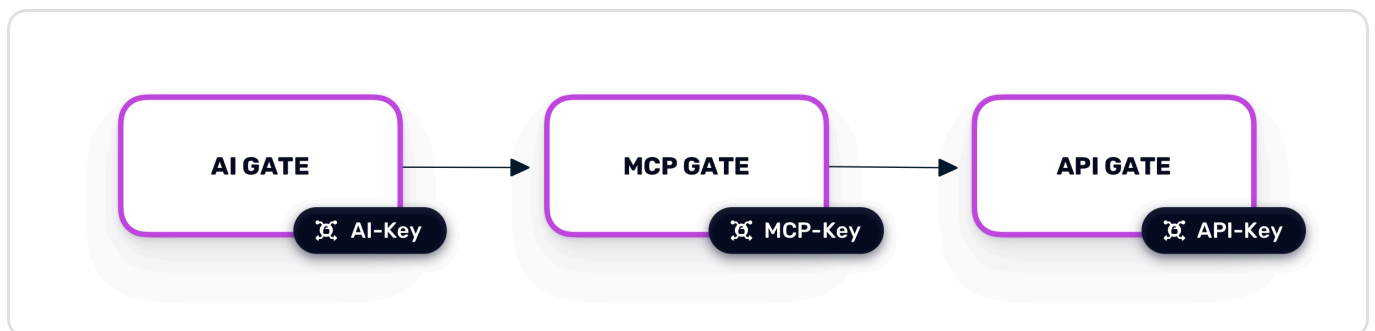 AI GATE
MCP GATE
API GATE
AI-Key
MCP-Key
API-Key